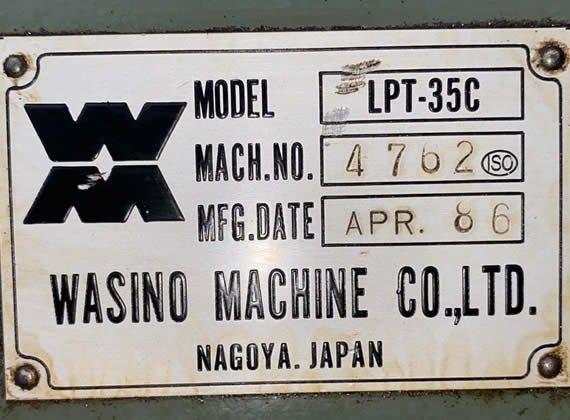 MODEL LPT-35C
MACH.NO. 4762 ISO
MFG.DATE APR. 86
WASINO MACHINE CO.,LTD.
NAGOYA. JAPAN